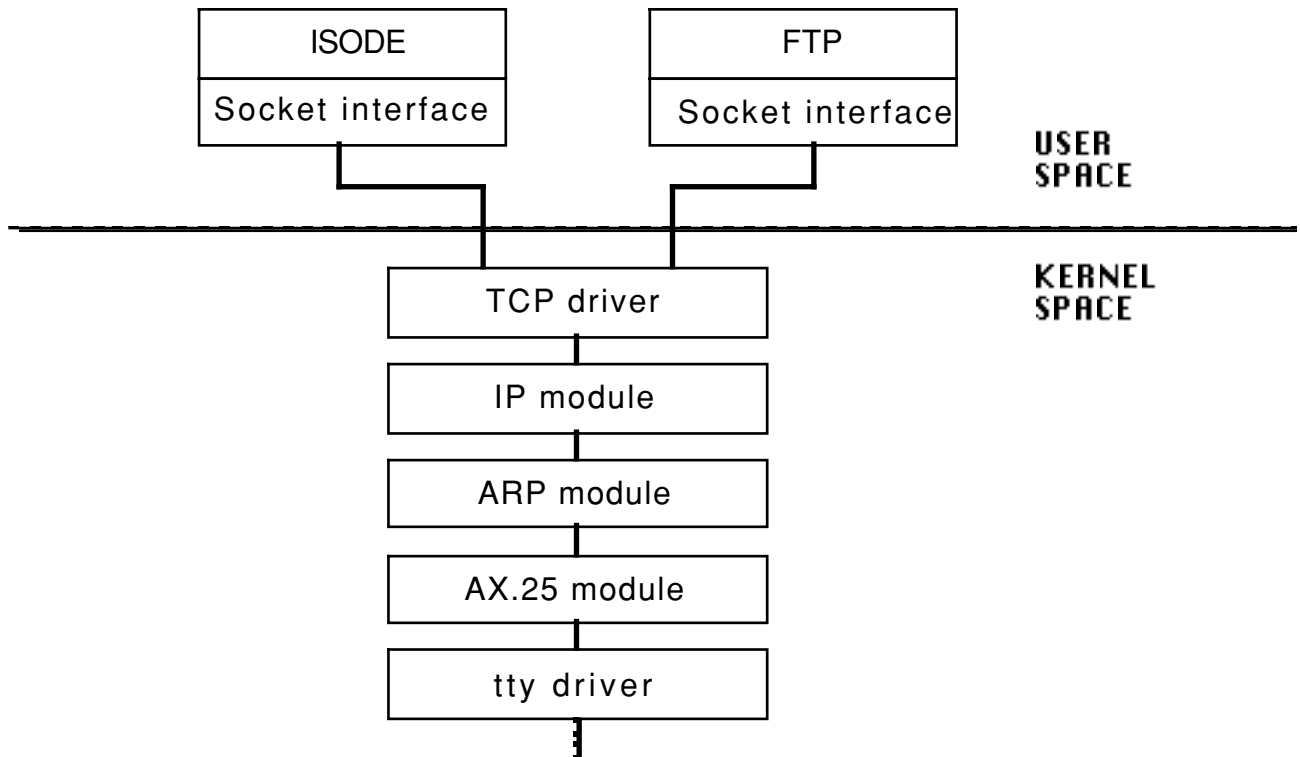 ISODE
FTP
Socket interface
Socket interface
USER
SPACE
KERNEL
SPACE
TCP driver
IP module
ARP module
AX.25 module
tty driver